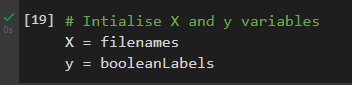 [19] # Intialise X and y variables
X = filenames
0s
y = booleanLabels